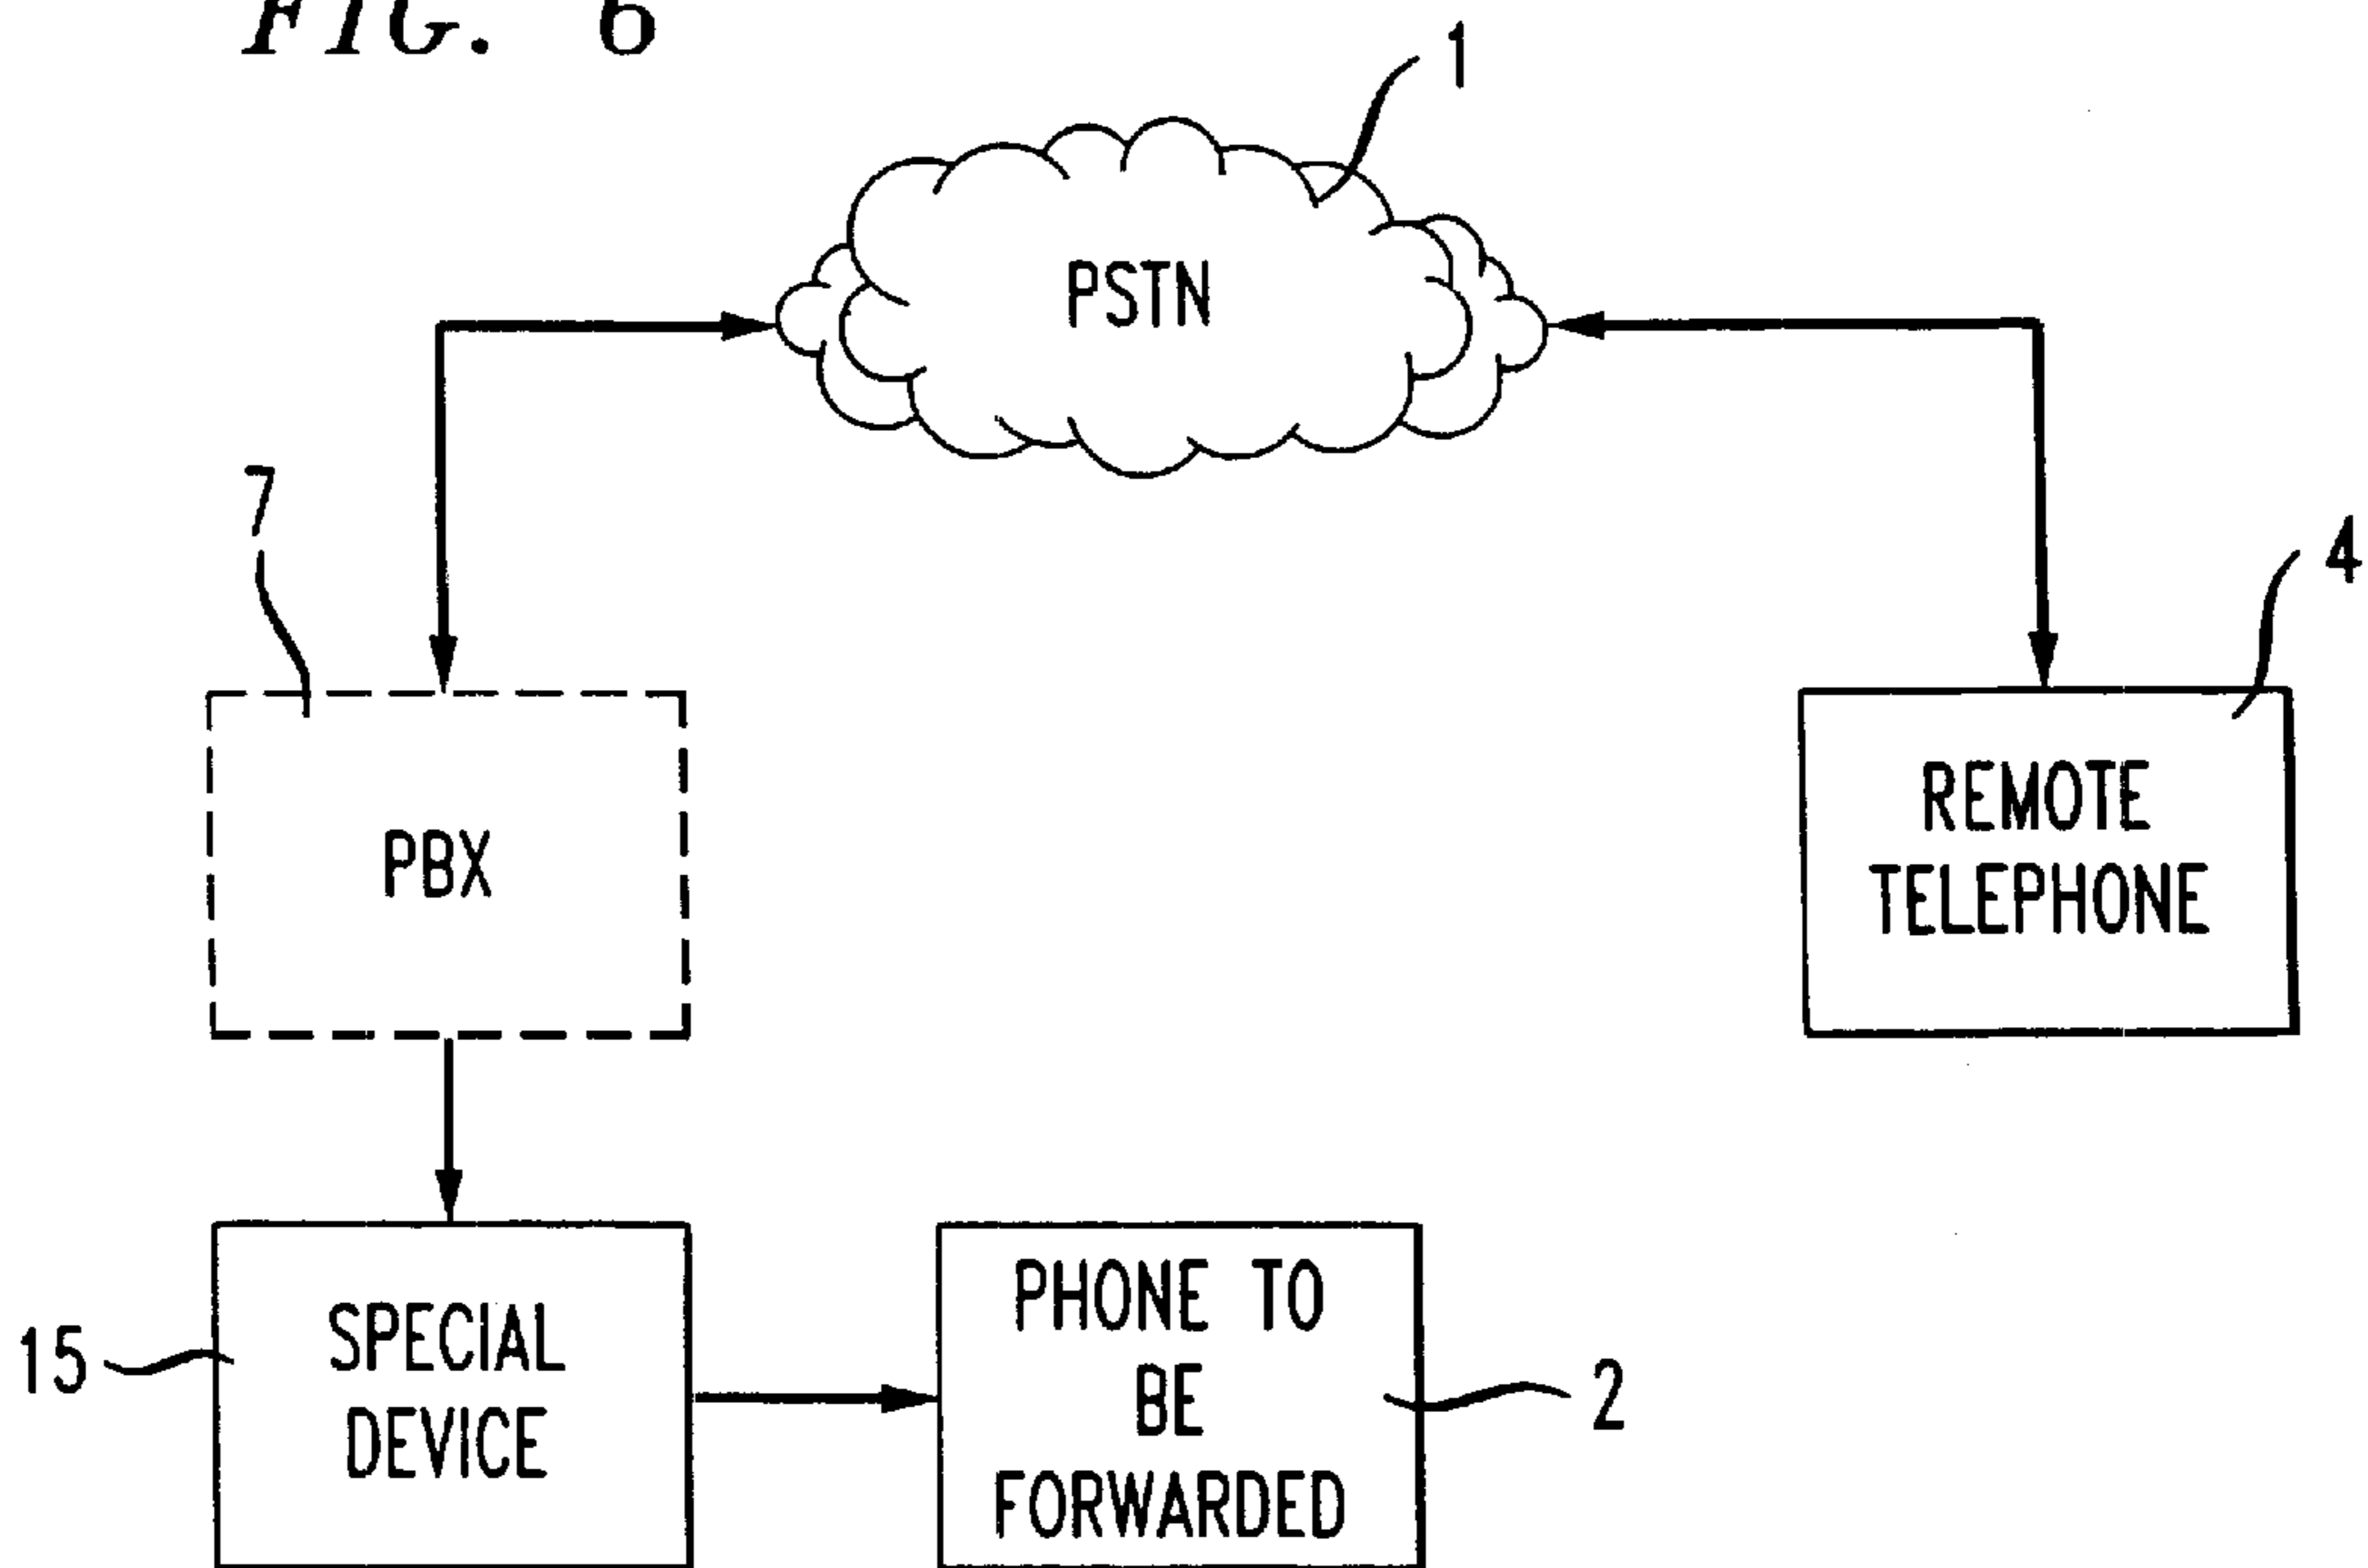 FIG. 6
1
PSTN
7
4
PBX
REMOTE
TELEPHONE
15
SPECIAL
DEVICE
PHONE TO
BE
FORWARDED
2